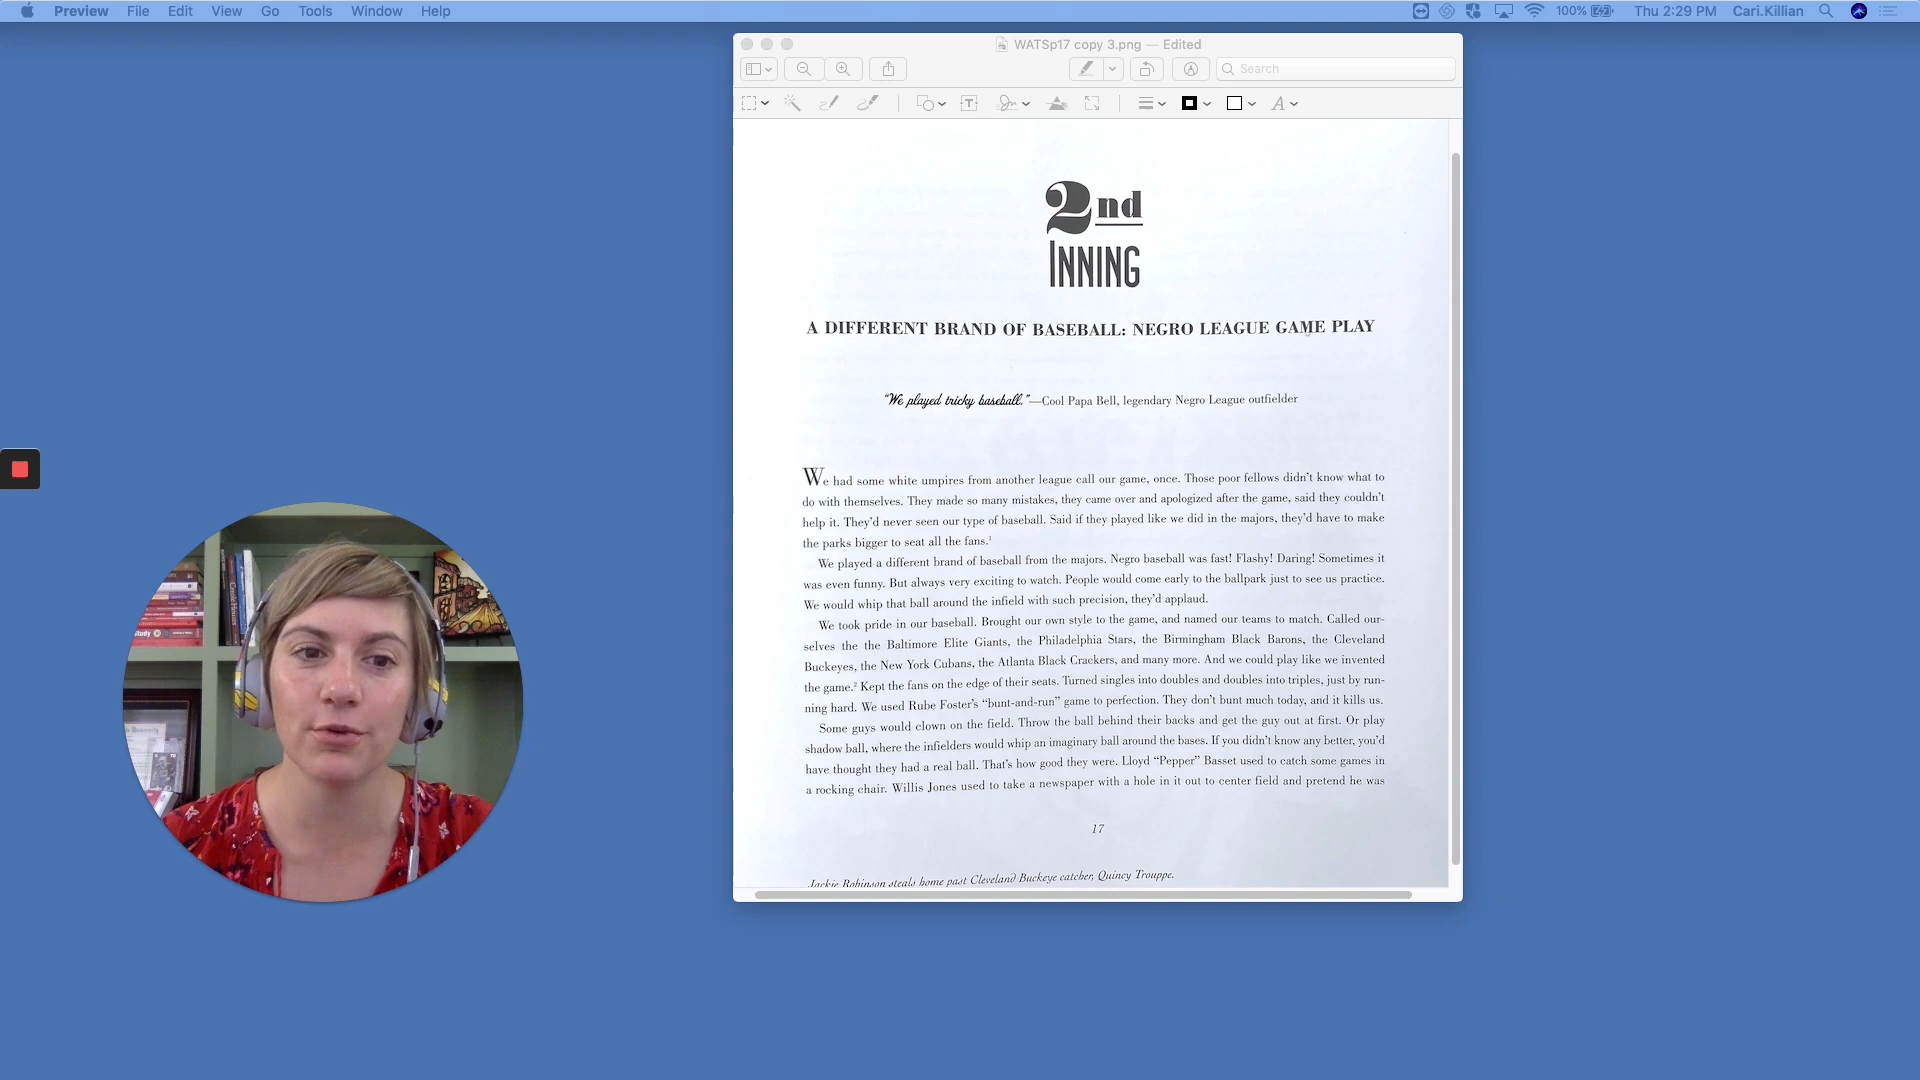 Preview File Edit View Go Tools Window Help
100% Thu 2:29 PM Cari.Killian
WATSp17 copy 3.png — Edited
Search
2nd
INNING
A DIFFERENT BRAND OF BASEBALL: NEGRO LEAGUE GAME PLAY
“We played tricky baseball.”—Cool Papa Bell, legendary Negro League outfielder
We had some white umpires from another league call our game, once. Those poor fellows didn’t know what to
do with themselves. They made so many mistakes, they came over and apologized after the game, said they couldn’t
help it. They’d never seen our type of baseball. Said if they played like we did in the majors, they’d have to make
the parks bigger to seat all the fans.¹
We played a different brand of baseball from the majors. Negro baseball was fast! Flashy! Daring! Sometimes it
was even funny. But always very exciting to watch. People would come early to the ballpark just to see us practice.
We would whip that ball around the infield with such precision, they’d applaud.
We took pride in our baseball. Brought our own style to the game, and named our teams to match. Called our-
selves the the Baltimore Elite Giants, the Philadelphia Stars, the Birmingham Black Barons, the Cleveland
Buckeyes, the New York Cubans, the Atlanta Black Crackers, and many more. And we could play like we invented
the game.² Kept the fans on the edge of their seats. Turned singles into doubles and doubles into triples, just by run-
ning hard. We used Rube Foster’s “bunt-and-run” game to perfection. They don’t bunt much today, and it kills us.
Some guys would clown on the field. Throw the ball behind their backs and get the guy out at first. Or play
shadow ball, where the infielders would whip an imaginary ball around the bases. If you didn’t know any better, you’d
have thought they had a real ball. That’s how good they were. Lloyd “Pepper” Basset used to catch some games in
a rocking chair. Willis Jones used to take a newspaper with a hole in it out to center field and pretend he was
17
Jackie Robinson steals home past Cleveland Buckeye catcher, Quincy Trouppe.